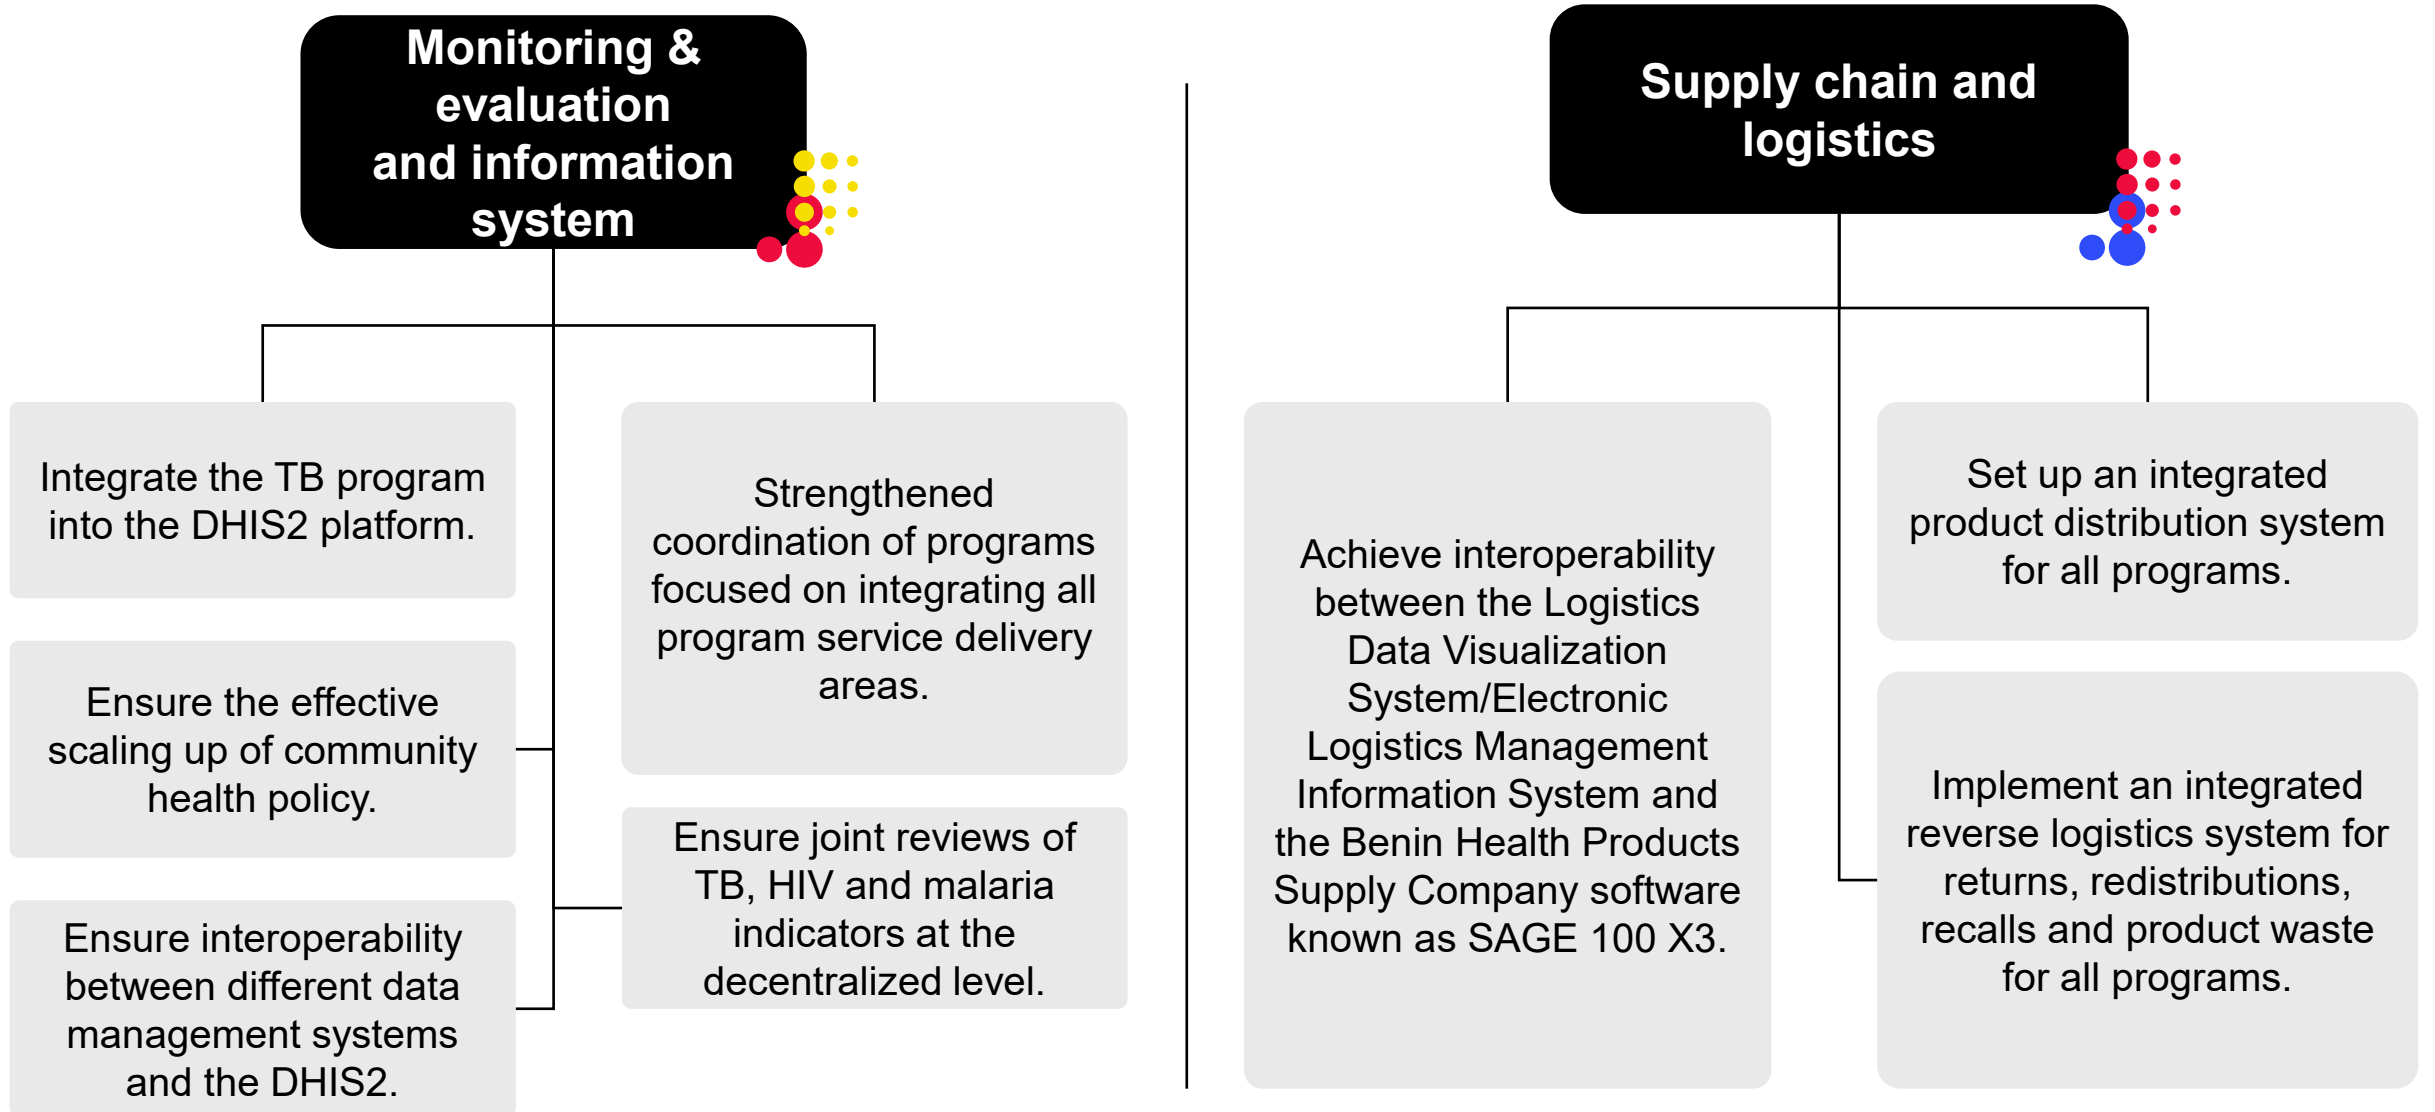 Monitoring &
evaluation
and information
system
Integrate the TB program
into the DHIS2 platform.
Ensure the effective
scaling up of community
health policy.
Ensure interoperability
between different data
management systems
and the DHIS2.
Strengthened
coordination of programs
focused on integrating all
program service delivery
areas.
Ensure joint reviews of
TB, HIV and malaria
indicators at the
decentralized level.
Supply chain and
logistics
Achieve interoperability
between the Logistics
Data Visualization
System/Electronic
Logistics Management
Information System and
the Benin Health Products
Supply Company software
known as SAGE 100 X3.
Set up an integrated
product distribution system
for all programs.
Implement an integrated
reverse logistics system for
returns, redistributions,
recalls and product waste
for all programs.